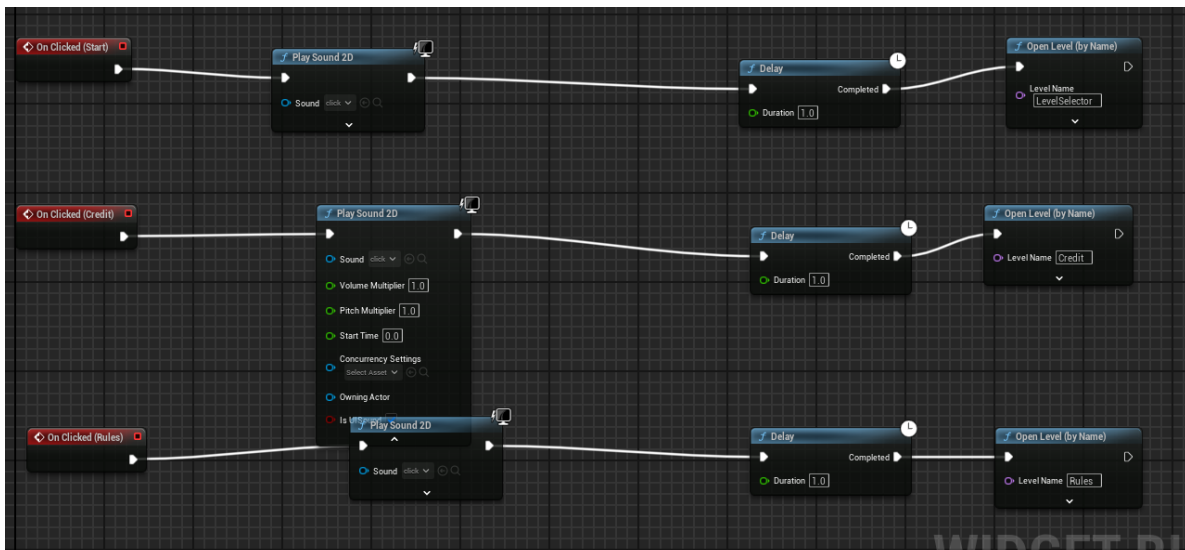 On Clicked (Start)
f Play Sound 2D
Sound click
f Delay
Completed
Duration 1.0
f Open Level (by Name)
Level Name
LevelSelector
On Clicked (Credit)
f Play Sound 2D
Sound click
Volume Multiplier 1.0
Pitch Multiplier 1.0
Start Time 0.0
Concurrency Settings
Select Asset
Owning Actor
f Delay
Completed
Duration 1.0
f Open Level (by Name)
Level Name Credit
On Clicked (Rules)
f Play Sound 2D
Sound click
f Delay
Completed
Duration 1.0
f Open Level (by Name)
Level Name Rules
WIDGET